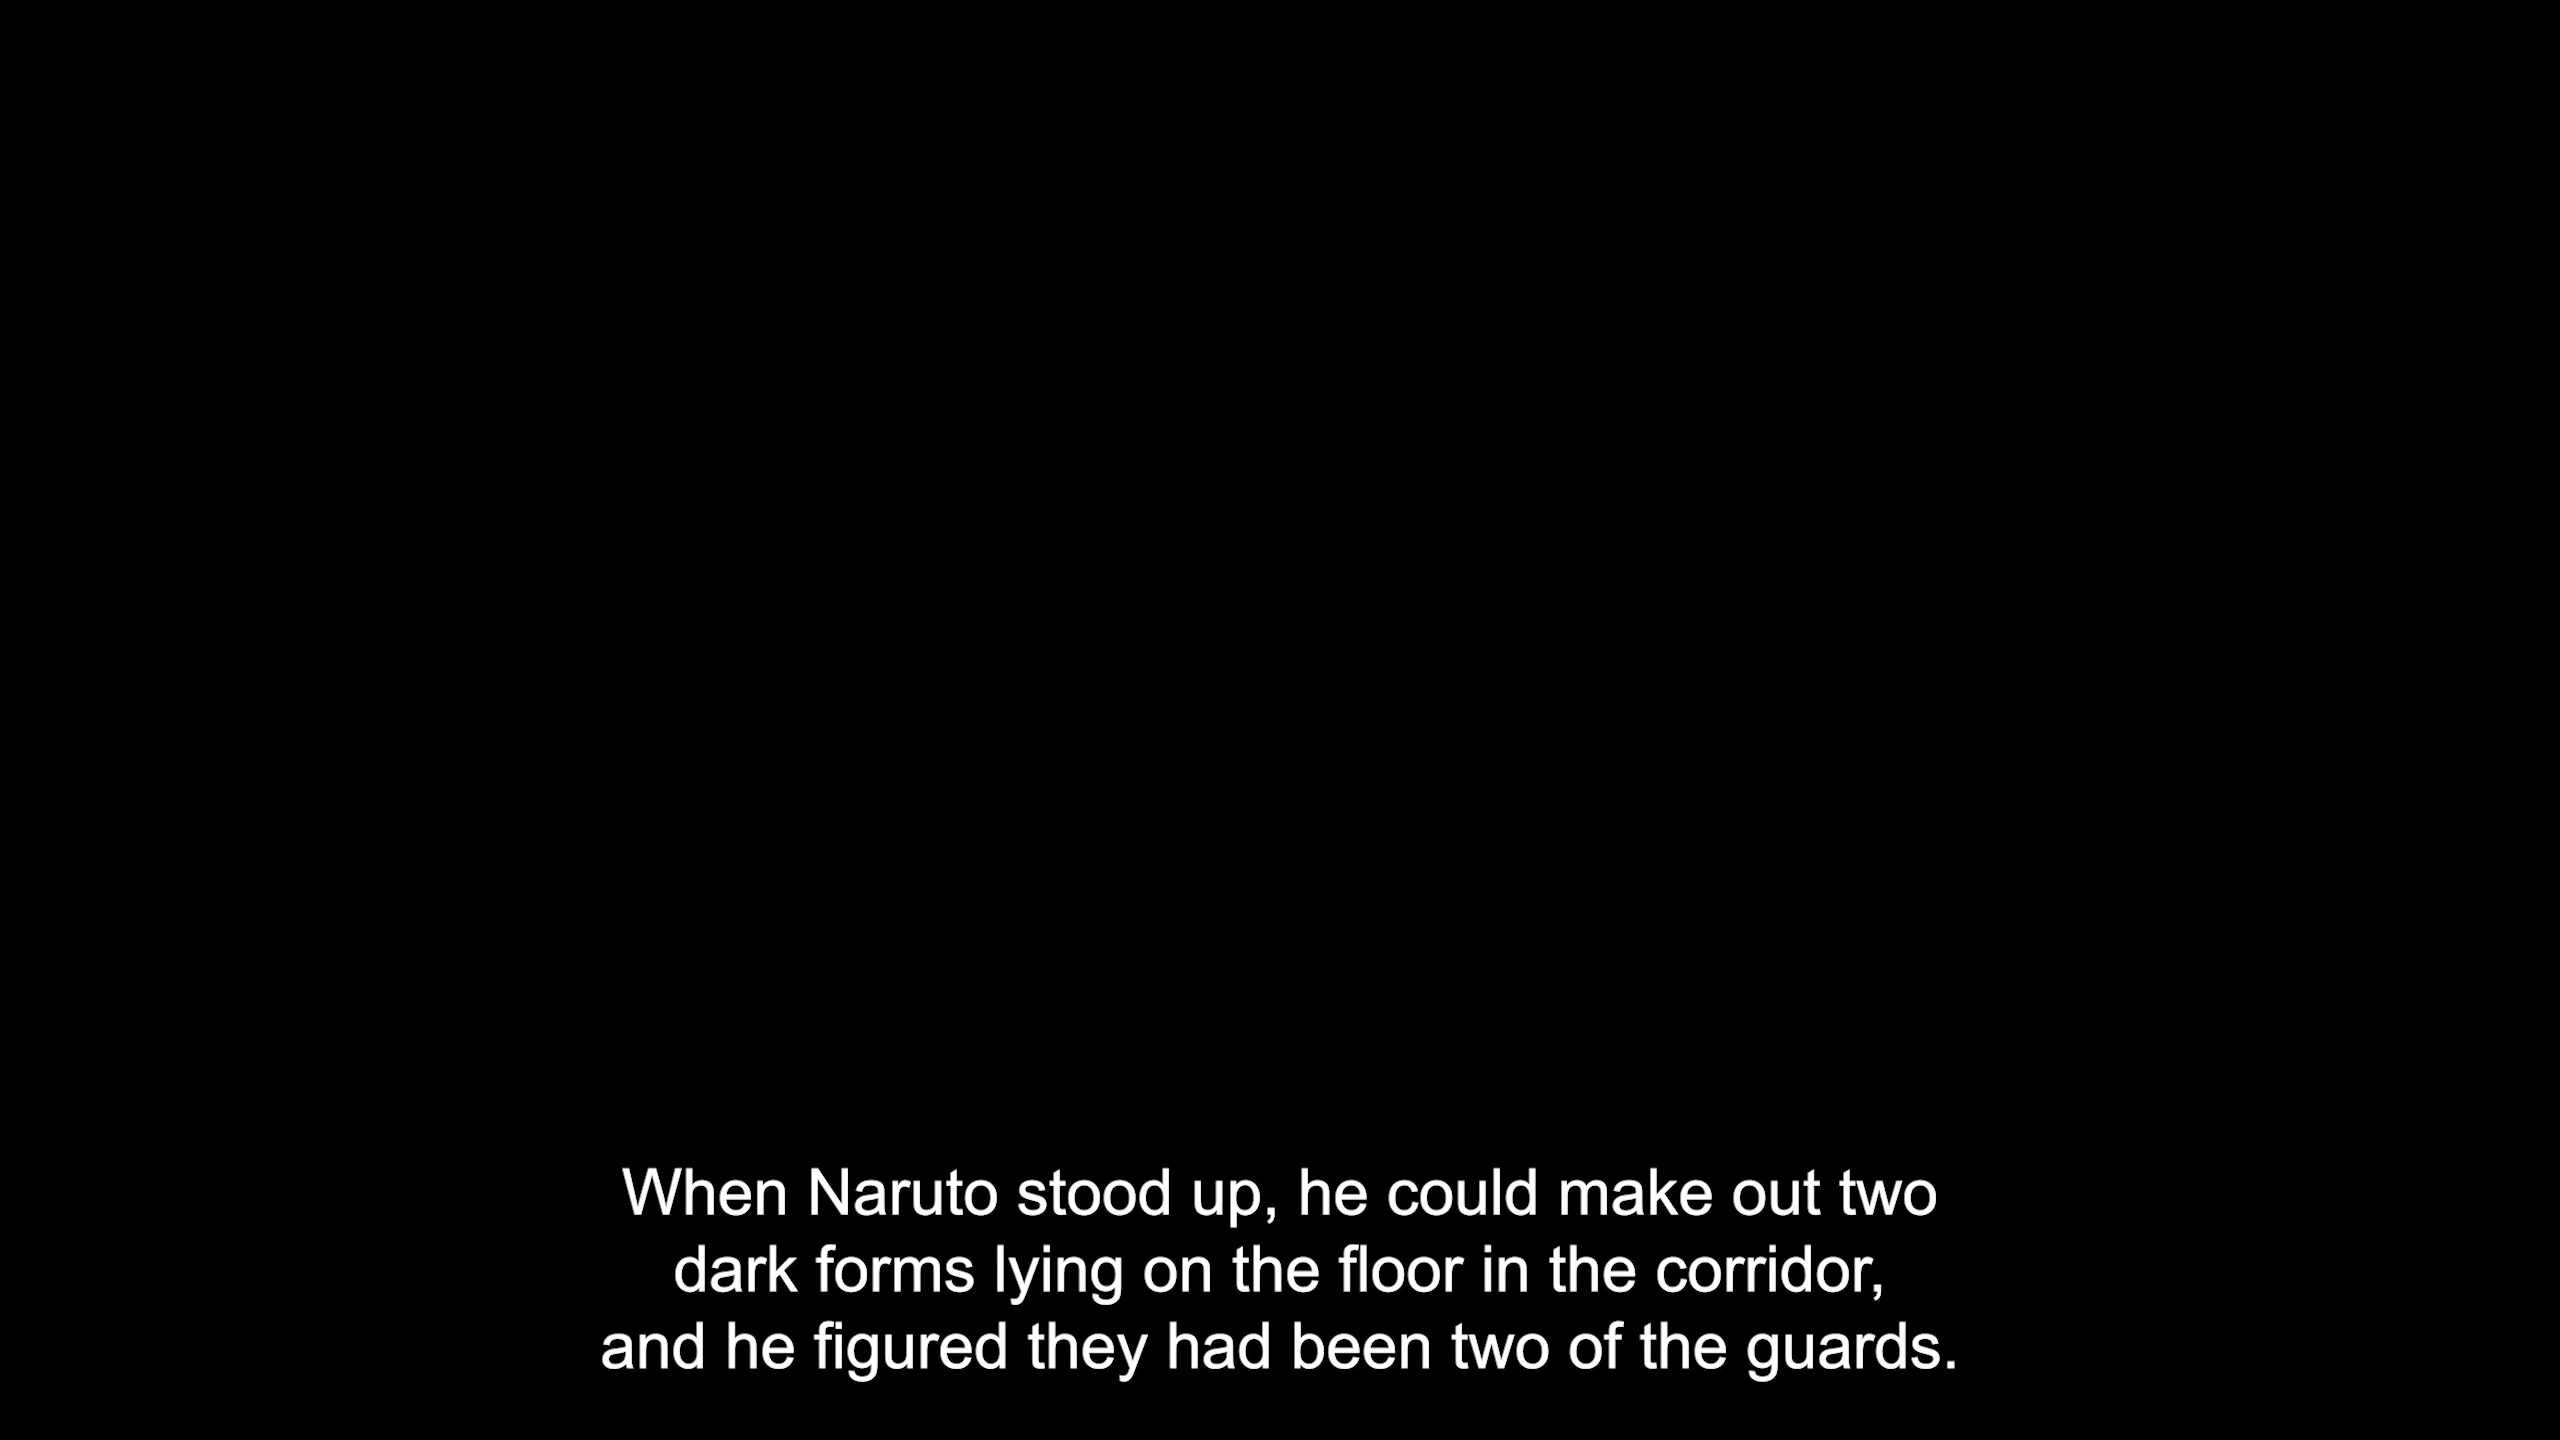 When Naruto stood up, he could make out two
dark forms lying on the floor in the corridor,
and he figured they had been two of the guards.